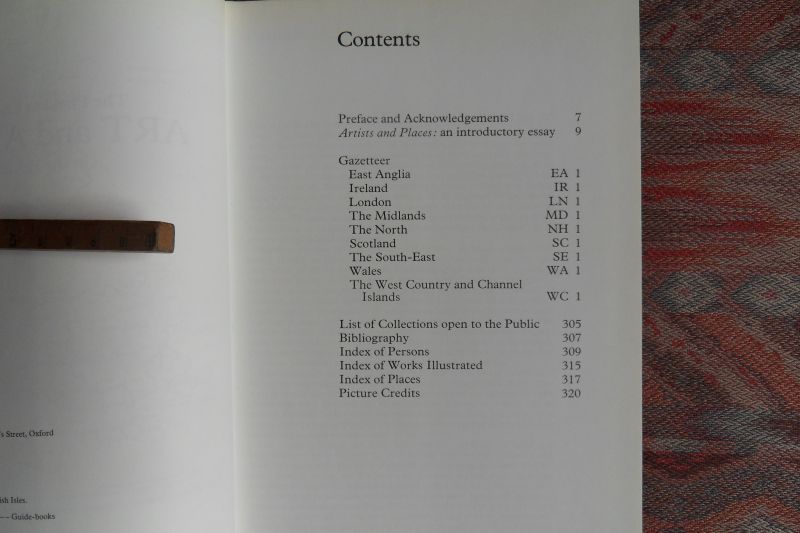 's Street, Oxford
ish Isles.
-- Guide-books
Contents
Preface and Acknowledgements 7
Artists and Places: an introductory essay 9
Gazetteer
East Anglia EA 1
Ireland IR 1
London LN 1
The Midlands MD 1
The North NH 1
Scotland SC 1
The South-East SE 1
Wales WA 1
The West Country and Channel
Islands WC 1
List of Collections open to the Public 305
Bibliography 307
Index of Persons 309
Index of Works Illustrated 315
Index of Places 317
Picture Credits 320